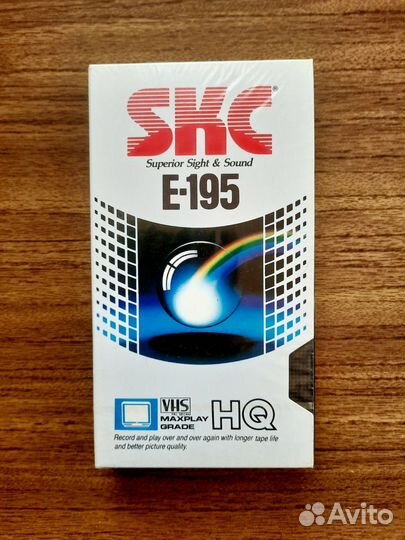 SKC®
Superior Sight & Sound
E-195
VHS
MAXPLAY
GRADE
HQ
Record and play over and over again with longer tape life
and better picture quality.
Avito